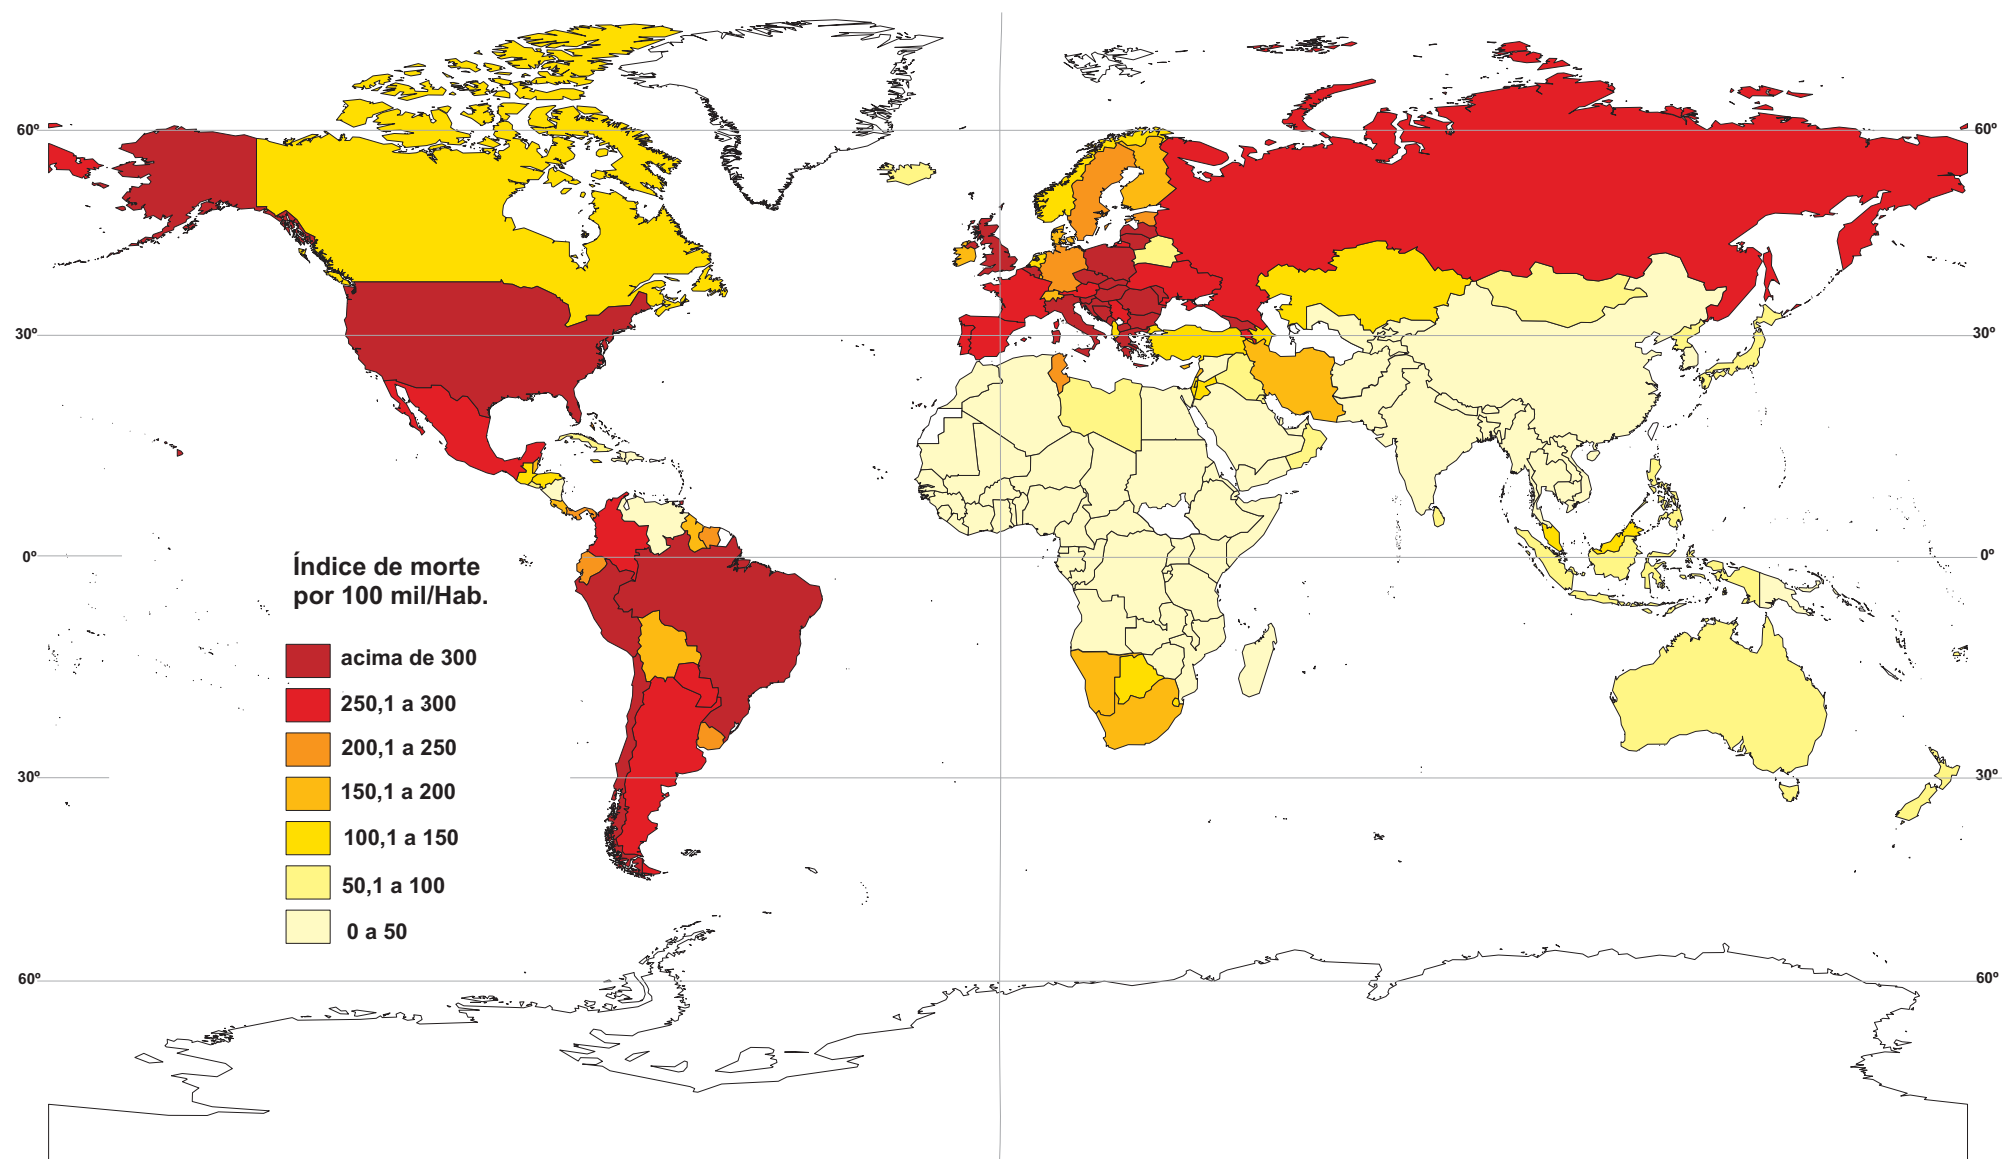 60º
60º
30º
30º
0º
0º
Índice de morte
por 100 mil/Hab.
acima de 300
250,1 a 300
200,1 a 250
150,1 a 200
100,1 a 150
50,1 a 100
0 a 50
30º
30º
60º
60º